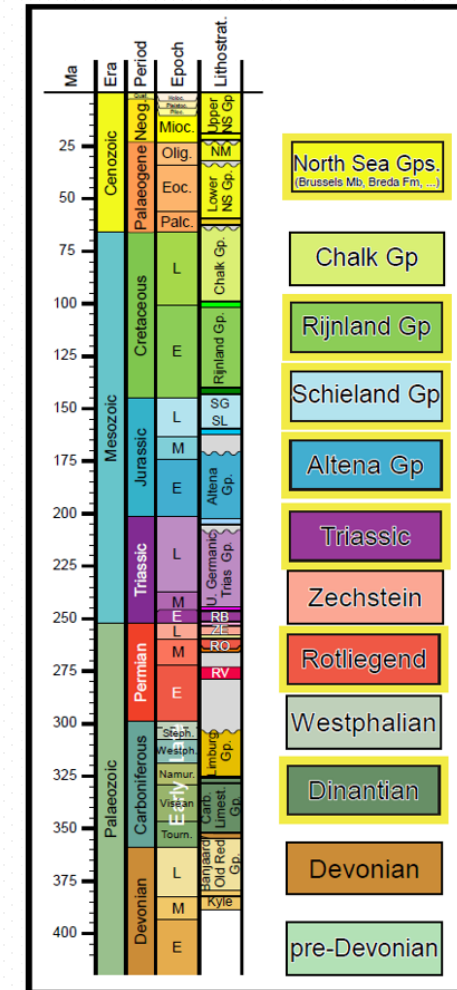 Ma
Era
Period
Epoch
Lithostrat.
25
50
75
100
125
150
175
200
225
250
275
300
325
350
375
400
Cenozoic
Mesozoic
Palaeozoic
Neog.
Palaeogene
Cretaceous
Jurassic
Triassic
Permian
Carboniferous
Devonian
Mioc.
Olig.
Eoc.
Palc.
L
E
L
M
E
L
M
E
L
M
E
Steph.
Westph.
Namur.
Visean
Tourn.
Early
Late
L
M
E
Upper
NS Gp
NM
Lower
NS Gp.
Chalk Gp.
Rijnland Gp.
SG
SL
Altena
Gp.
U. Germanic
Trias Gp.
RB
ZE
RO
RV
Limburg
Gp.
Carb.
Limest.
Gp.
Banjaard
Old Red
Gp.
Kyle
North Sea Gps.
(Brussels Mb, Breda Fm, ...)
Chalk Gp
Rijnland Gp
Schieland Gp
Altena Gp
Triassic
Zechstein
Rotliegend
Westphalian
Dinantian
Devonian
pre-Devonian